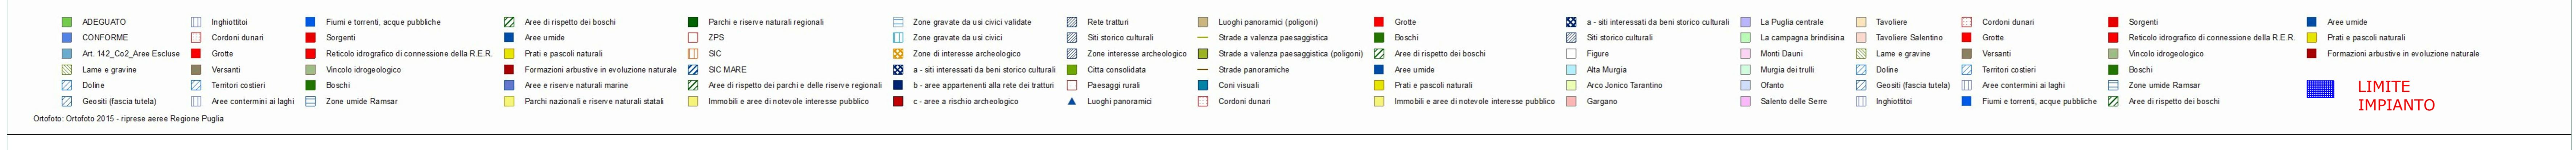 ADEGUATO
CONFORME
Art. 142_Co2_Aree Escluse
Lame e gravine
Doline
Geositi (fascia tutela)
Inghiottitoi
Cordoni dunari
Grotte
Versanti
Territori costieri
Aree contermini ai laghi
Fiumi e torrenti, acque pubbliche
Sorgenti
Reticolo idrografico di connessione della R.E.R.
Vincolo idrogeologico
Boschi
Zone umide Ramsar
Aree di rispetto dei boschi
Aree umide
Prati e pascoli naturali
Formazioni arbustive in evoluzione naturale
Aree e riserve naturali marine
Parchi nazionali e riserve naturali statali
Parchi e riserve naturali regionali
ZPS
SIC
SIC MARE
Aree di rispetto dei parchi e delle riserve regionali
Immobili e aree di notevole interesse pubblico
Zone gravate da usi civici validate
Zone gravate da usi civici
Zone di interesse archeologico
a - siti interessati da beni storico culturali
b - aree appartenenti alla rete dei tratturi
c - aree a rischio archeologico
Rete tratturi
Siti storico culturali
Zone interesse archeologico
Citta consolidata
Paesaggi rurali
Luoghi panoramici
Luoghi panoramici (poligoni)
Strade a valenza paesaggistica
Strade a valenza paesaggistica (poligoni)
Strade panoramiche
Coni visuali
Cordoni dunari
Grotte
Boschi
Aree di rispetto dei boschi
Aree umide
Prati e pascoli naturali
Immobili e aree di notevole interesse pubblico
a - siti interessati da beni storico culturali
Siti storico culturali
Figure
Alta Murgia
Arco Jonico Tarantino
Gargano
La Puglia centrale
La campagna brindisina
Monti Dauni
Murgia dei trulli
Ofanto
Salento delle Serre
Tavoliere
Tavoliere Salentino
Lame e gravine
Doline
Geositi (fascia tutela)
Inghiottitoi
Cordoni dunari
Grotte
Versanti
Territori costieri
Aree contermini ai laghi
Fiumi e torrenti, acque pubbliche
Sorgenti
Reticolo idrografico di connessione della R.E.R.
Vincolo idrogeologico
Boschi
Zone umide Ramsar
Aree di rispetto dei boschi
Aree umide
Prati e pascoli naturali
Formazioni arbustive in evoluzione naturale
LIMITE
IMPIANTO
Ortofoto: Ortofoto 2015 - riprese aeree Regione Puglia